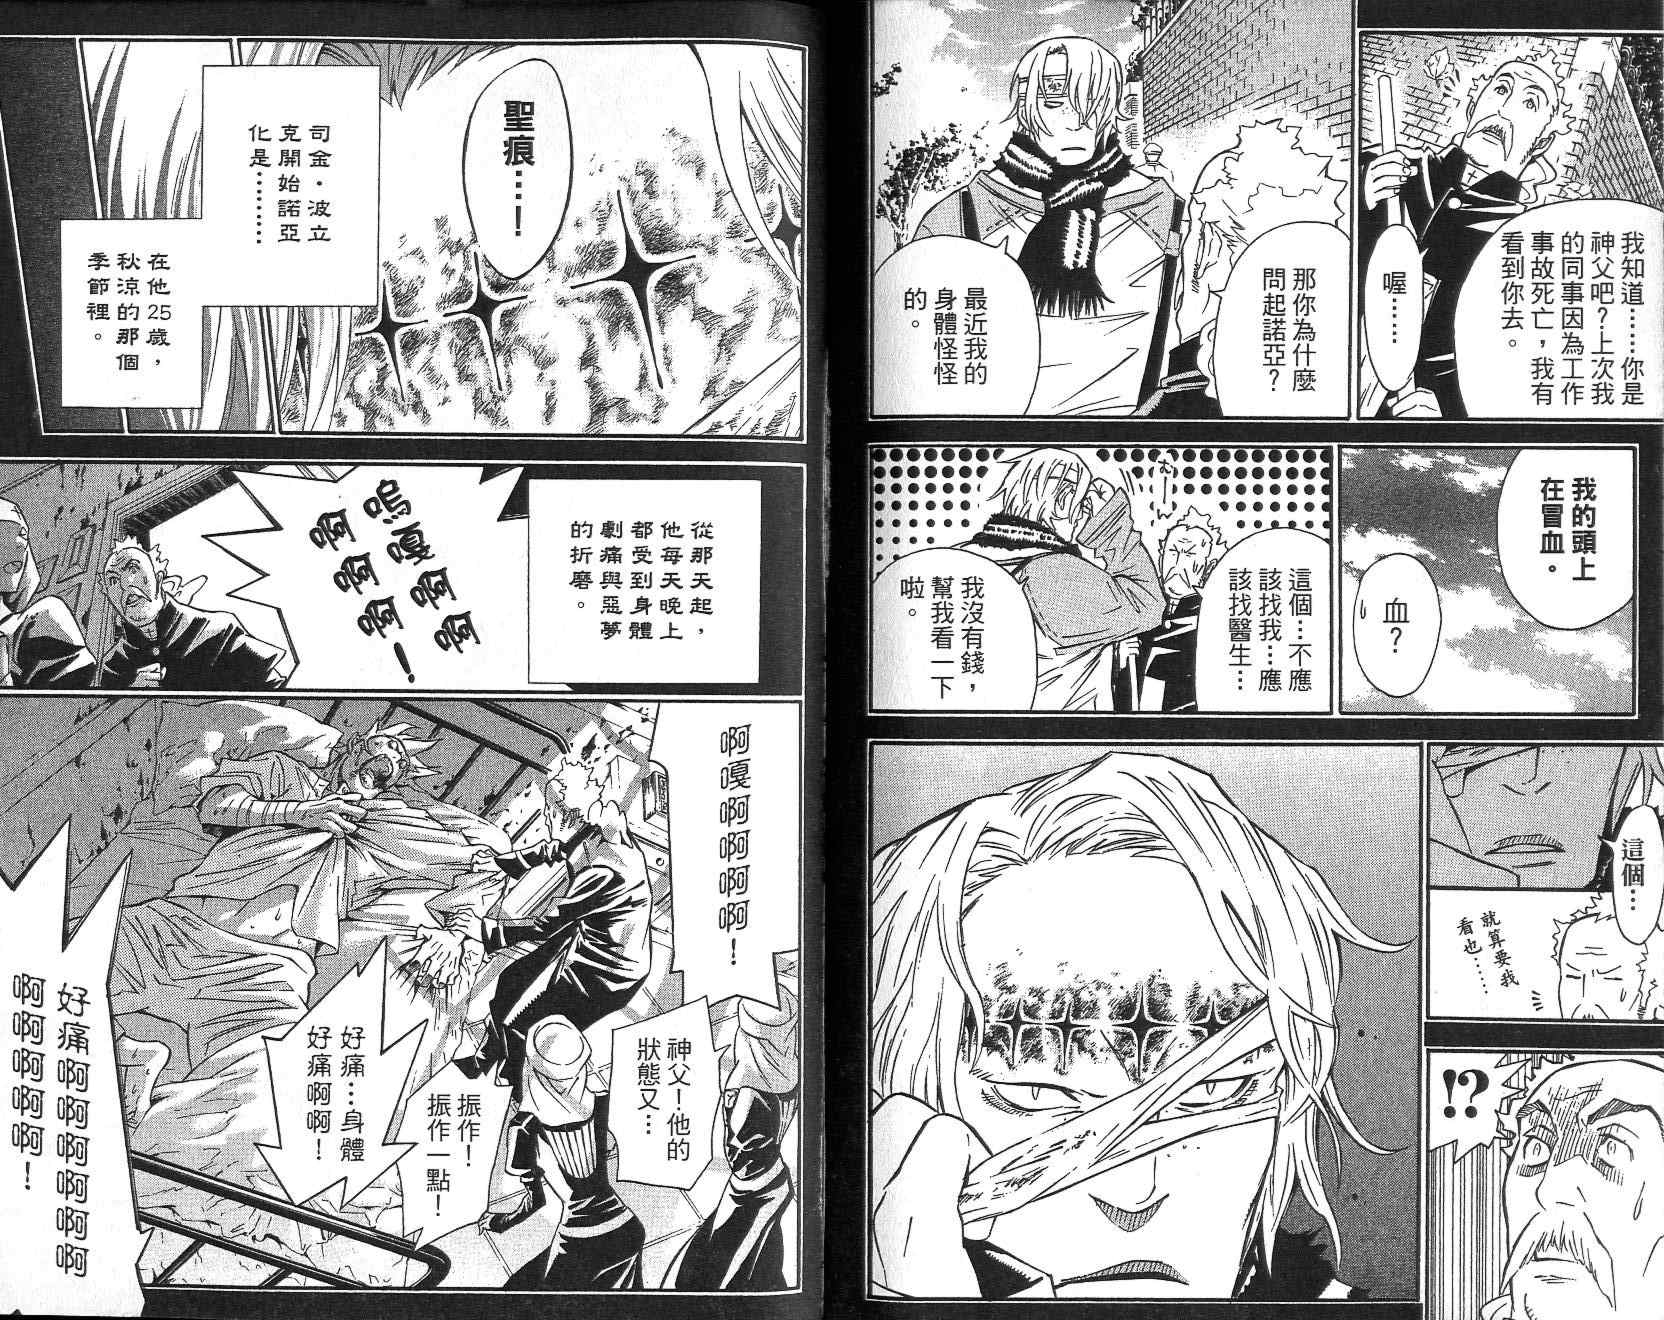 我知道……你是
神父吧？上次我
的同事因為工作
事故死亡，我有
看到你去。
喔……
那你為什麼
問起諾亞？
最近我的
身體怪怪
的。
我的頭上
在冒血。
血？
這個…不應
該找我…應
該找醫生…
我沒有錢，
幫我看一下
啦。
這個…
就算要我
看也……
!?
聖痕…！
司金・波立
克開始諾亞
化是………
在他25歲，
秋涼的那個
季節裡。
從那天起，
他每天晚上
都受到身體
劇痛與惡夢
的折磨。
嗚嘎啊啊啊
啊啊啊啊！
啊嘎啊啊啊啊！
神父！他的
狀態又…
振作！
振作一點！
好痛…身體
好痛啊啊！
好痛啊啊啊啊啊啊
啊啊啊啊啊！